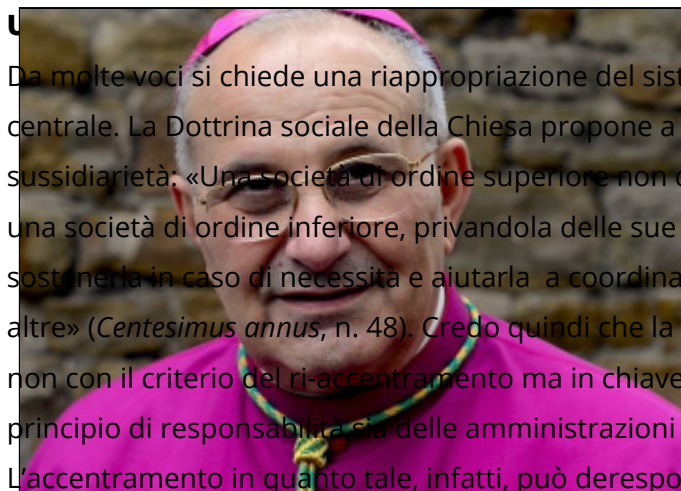 Da molte voci si chiede una riappropriazione del
centrale. La Dottrina sociale della Chiesa propone a
sussidiarietà: «Una società di ordine superiore non
una società di ordine inferiore, privandola delle sue
sostenerla in caso di necessità e aiutarla a
altre» (Centesimus annus, n. 48). Credo quindi che la
non con il criterio del ri-accentramento ma in chiave
principio di responsabilità sia delle amministrazioni
L’accentramento in quanto tale, infatti, può